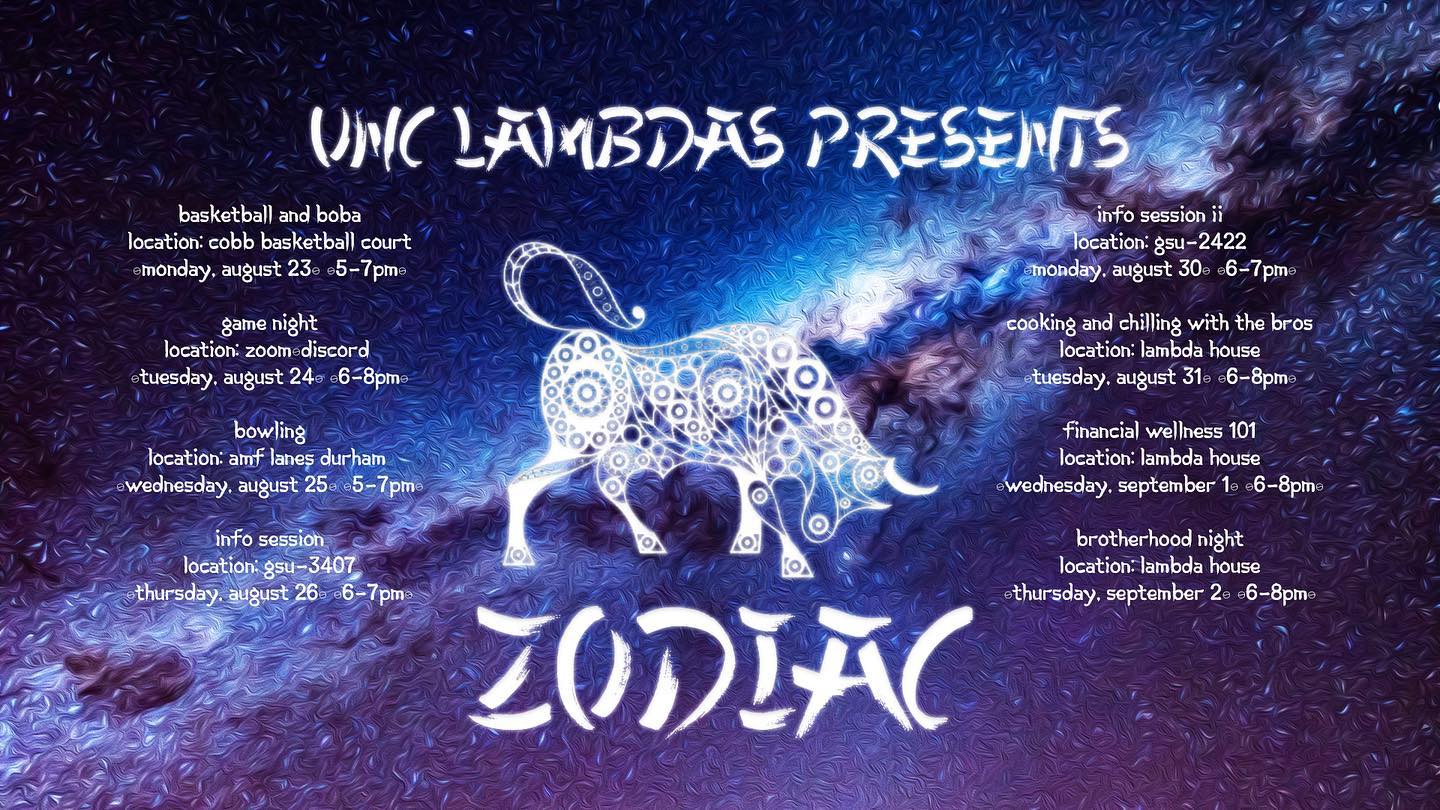 UNC LAMBDAS PRESENTS
basketball and boba
location: cobb basketball court
monday, august 23 5-7pm
game night
location: zoom discord
tuesday, august 24 6-8pm
bowling
location: amf lanes durham
wednesday, august 25 5-7pm
info session
location: gsu-3407
thursday, august 26 6-7pm
info session ii
location: gsu-2422
monday, august 30 6-7pm
cooking and chilling with the bros
location: lambda house
tuesday, august 31 6-8pm
financial wellness 101
location: lambda house
wednesday, september 1 6-8pm
brotherhood night
location: lambda house
thursday, september 2 6-8pm
ZODIAC